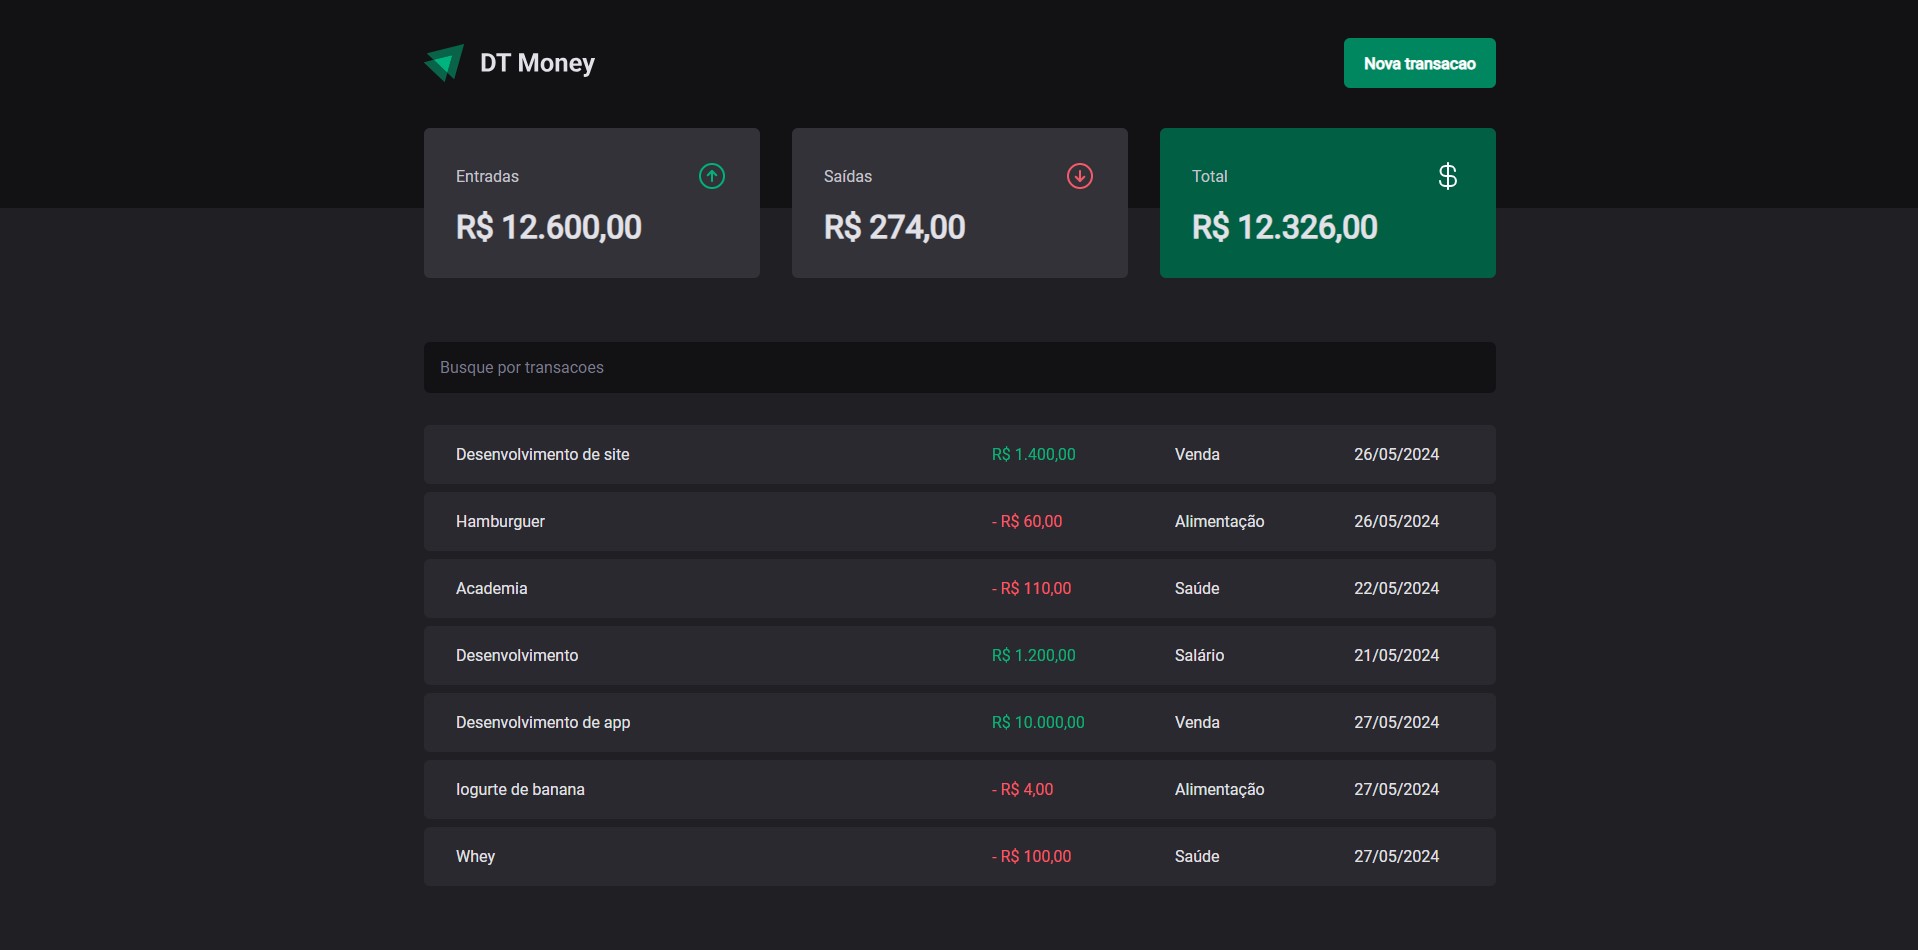 DT Money
Nova transacao
Entradas
R$ 12.600,00
Saídas
R$ 274,00
Total
$
R$ 12.326,00
Busque por transacoes
Desenvolvimento de site R$ 1.400,00 Venda 26/05/2024
Hamburguer - R$ 60,00 Alimentação 26/05/2024
Academia - R$ 110,00 Saúde 22/05/2024
Desenvolvimento R$ 1.200,00 Salário 21/05/2024
Desenvolvimento de app R$ 10.000,00 Venda 27/05/2024
Iogurte de banana - R$ 4,00 Alimentação 27/05/2024
Whey - R$ 100,00 Saúde 27/05/2024